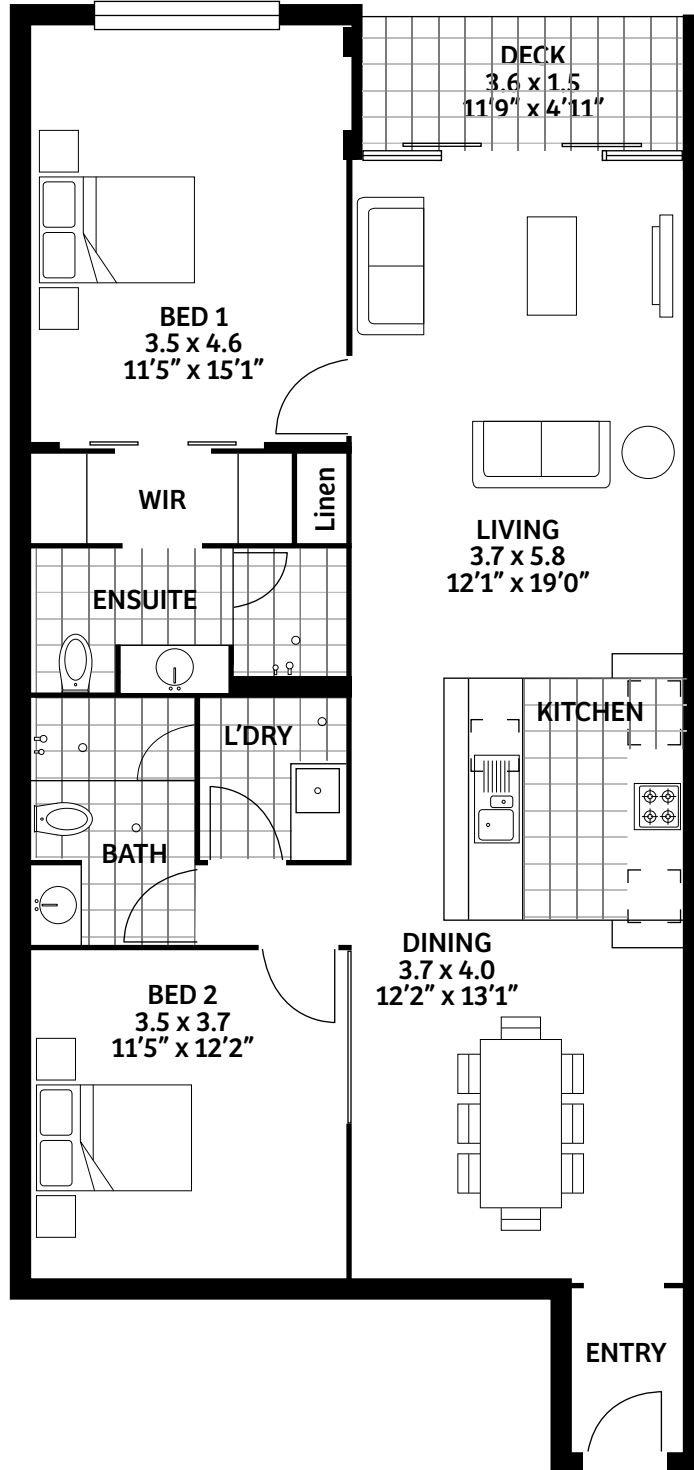 DECK
3.6 x 1.5
11’9” x 4’11”
BED 1
3.5 x 4.6
11’5” x 15’1”
WIR
Linen
LIVING
3.7 x 5.8
12’1” x 19’0”
ENSUITE
KITCHEN
L’DRY
BATH
DINING
3.7 x 4.0
12’2” x 13’1”
BED 2
3.5 x 3.7
11’5” x 12’2”
ENTRY